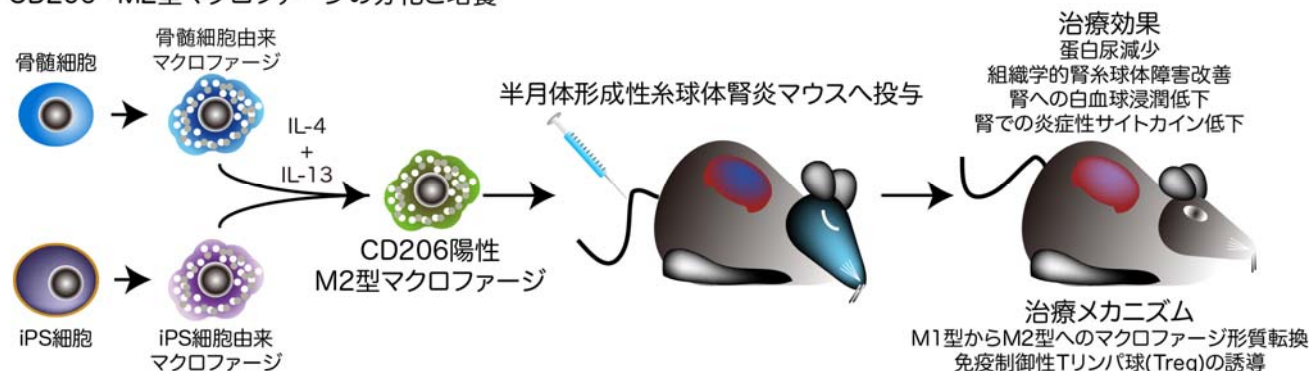 骨髄細胞
骨髄細胞由来
マクロファージ
IL-4
+
IL-13
iPS細胞
iPS細胞由来
マクロファージ
CD206陽性
M2型マクロファージ
半月体形成性糸球体腎炎マウスへ投与
治療効果
蛋白尿減少
組織学的腎糸球体障害改善
腎への白血球浸潤低下
腎での炎症性サイトカイン低下
治療メカニズム
M1型からM2型へのマクロファージ形質転換
免疫制御性Tリンパ球(Treg)の誘導